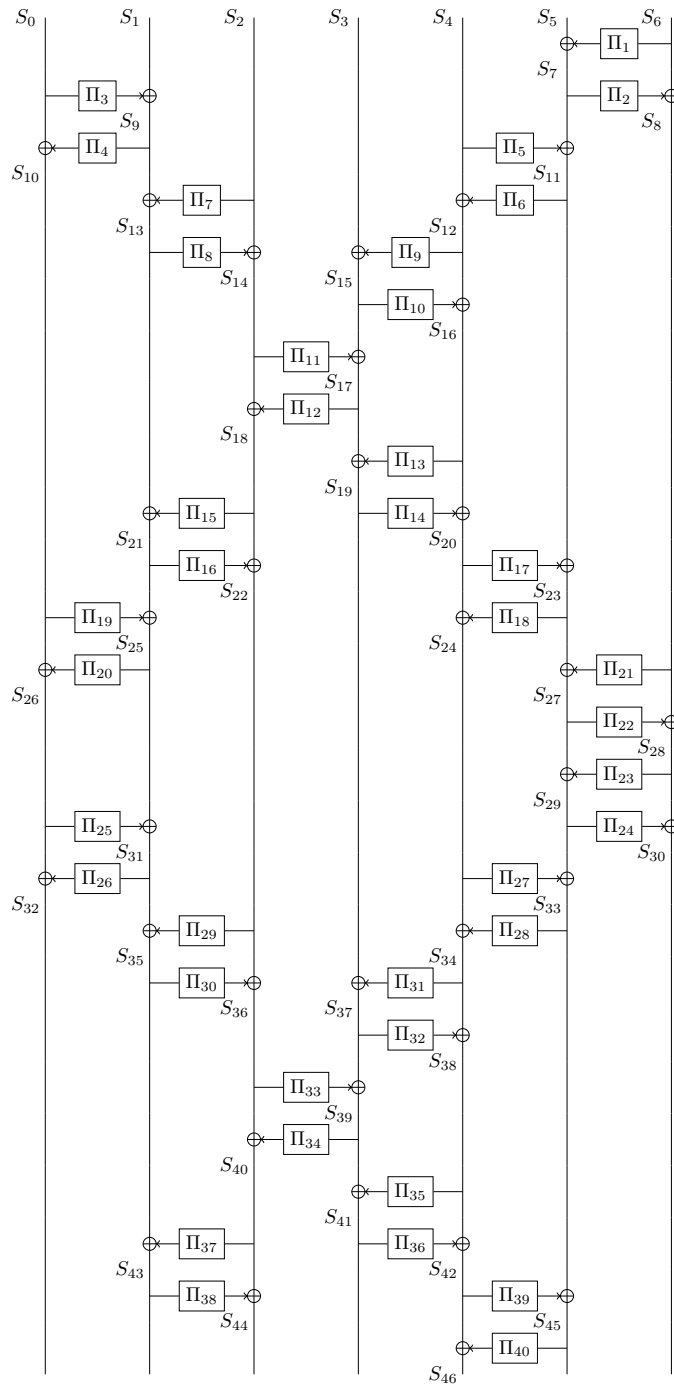 S₀ S₁ S₂ S₃ S₄ S₅ S₆
Π₁
S₇
Π₃ Π₂
S₉ S₈
Π₄ Π₅
S₁₀ S₁₁
Π₇ Π₆
S₁₃ S₁₂
Π₈ Π₉
S₁₄ S₁₅
Π₁₀
S₁₆
Π₁₁
S₁₇
Π₁₂
S₁₈
Π₁₃
S₁₉
Π₁₅ Π₁₄
S₂₁ S₂₀
Π₁₆ Π₁₇
S₂₂ S₂₃
Π₁₉ Π₁₈
S₂₅ S₂₄
Π₂₀ Π₂₁
S₂₆ S₂₇
Π₂₂
S₂₈
Π₂₃
S₂₉
Π₂₅ Π₂₄
S₃₁ S₃₀
Π₂₆ Π₂₇
S₃₂ S₃₃
Π₂₉ Π₂₈
S₃₅ S₃₄
Π₃₀ Π₃₁
S₃₆ S₃₇
Π₃₂
S₃₈
Π₃₃
S₃₉
Π₃₄
S₄₀
Π₃₅
S₄₁
Π₃₇ Π₃₆
S₄₃ S₄₂
Π₃₈ Π₃₉
S₄₄ S₄₅
Π₄₀
S₄₆